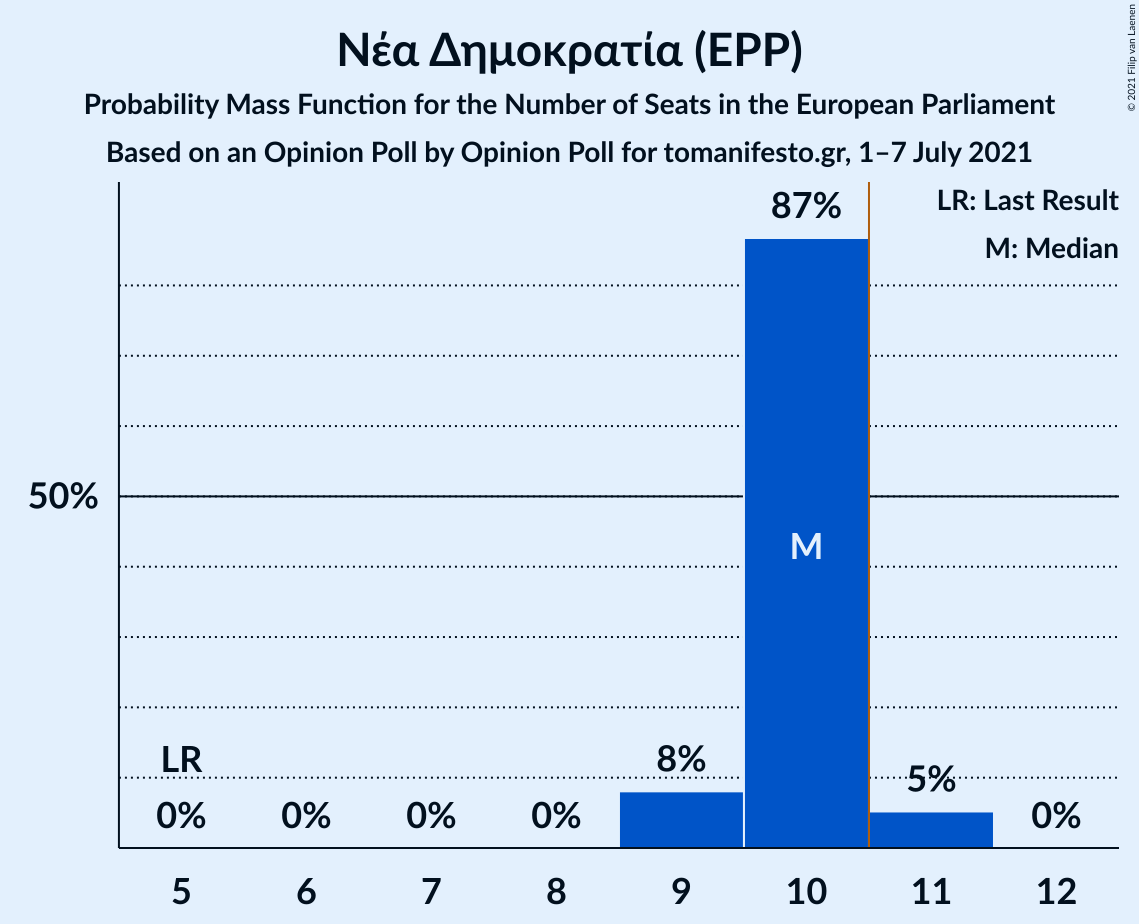 Νέα Δημοκρατία (EPP)
Probability Mass Function for the Number of Seats in the European Parliament
Based on an Opinion Poll by Opinion Poll for tomanifesto.gr, 1–7 July 2021
© 2021 Filip van Laenen
LR: Last Result
M: Median
87%
50%
M
LR
8%
5%
0% 0% 0% 0% 0%
5 6 7 8 9 10 11 12